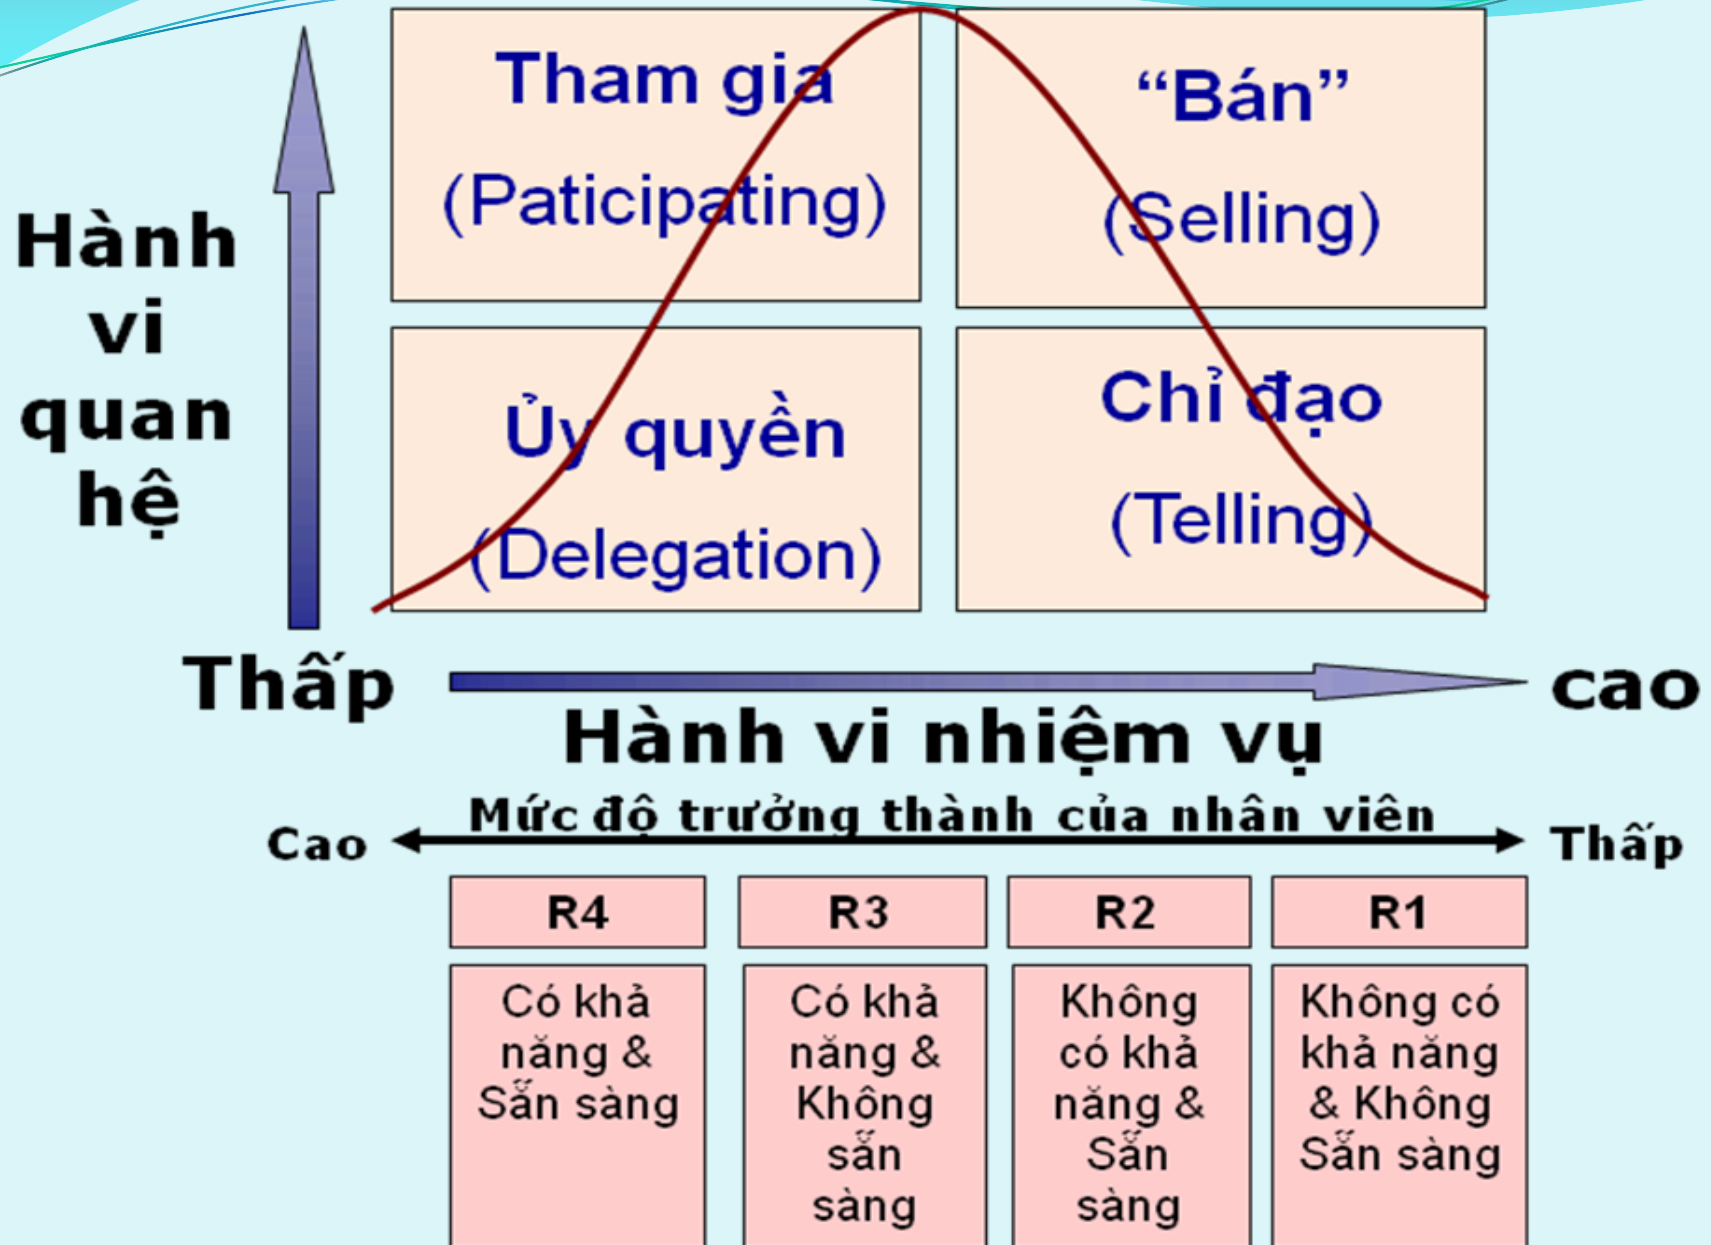 Hành
vi
quan
hệ
Tham gia
(Paticipating)
“Bán”
(Selling)
Ủy quyền
(Delegation)
Chỉ đạo
(Telling)
Thấp
cao
Hành vi nhiệm vụ
Mức độ trưởng thành của nhân viên
Cao
Thấp
R4
R3
R2
R1
Có khả
năng &
Sẵn sàng
Có khả
năng &
Không
sẵn
sàng
Không
có khả
năng &
Sẵn
sàng
Không có
khả năng
& Không
Sẵn sàng